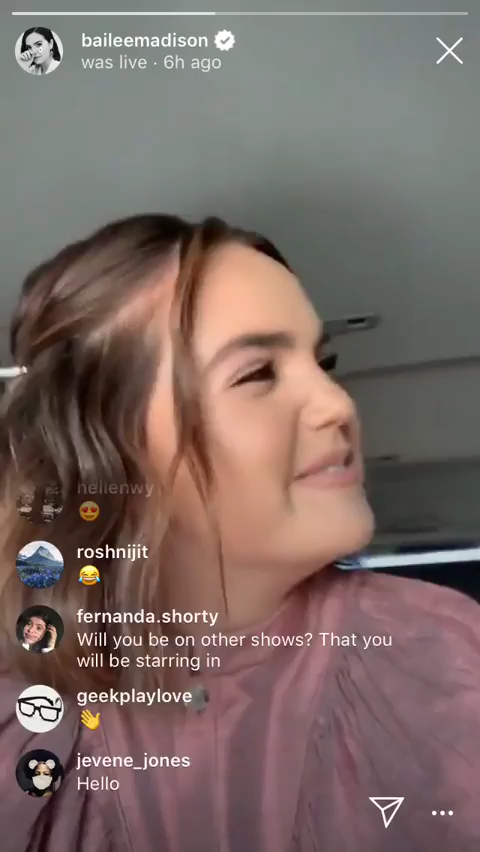 baileemadison
was live · 6h ago
hellenwy
😍
roshnijit
😂
fernanda.shorty
Will you be on other shows? That you
will be starring in
geekplaylove
👋
jevene_jones
Hello